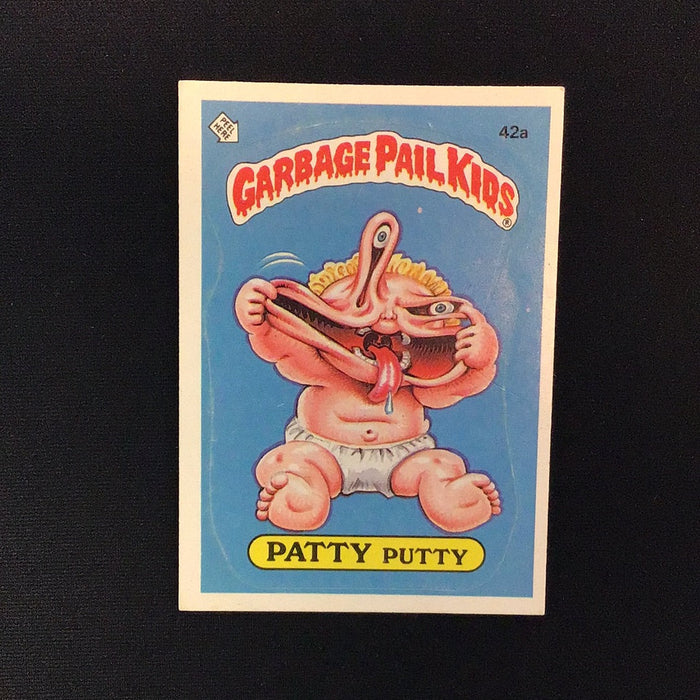 PEEL HERE
42a
GARBAGE PAIL KIDS®
PATTY PUTTY